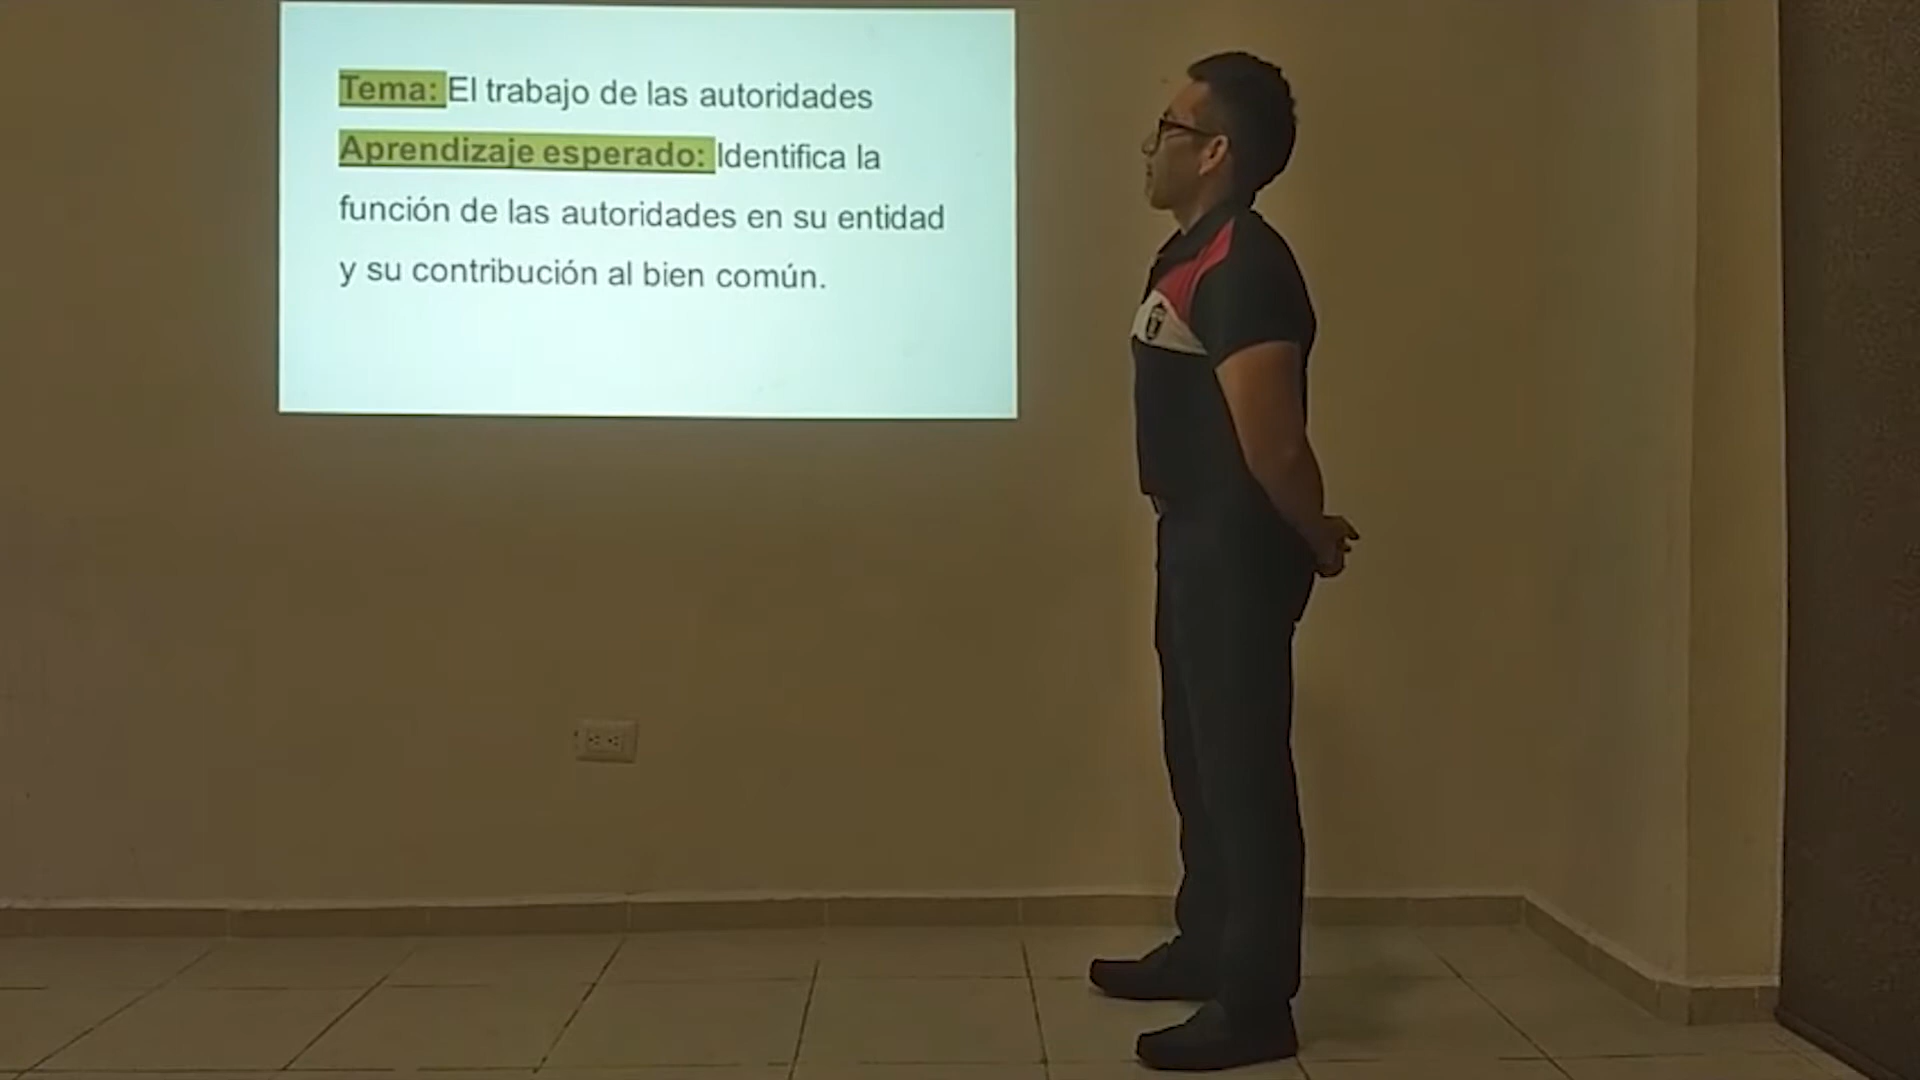 Tema: El trabajo de las autoridades
Aprendizaje esperado: Identifica la
función de las autoridades en su entidad
y su contribución al bien común.